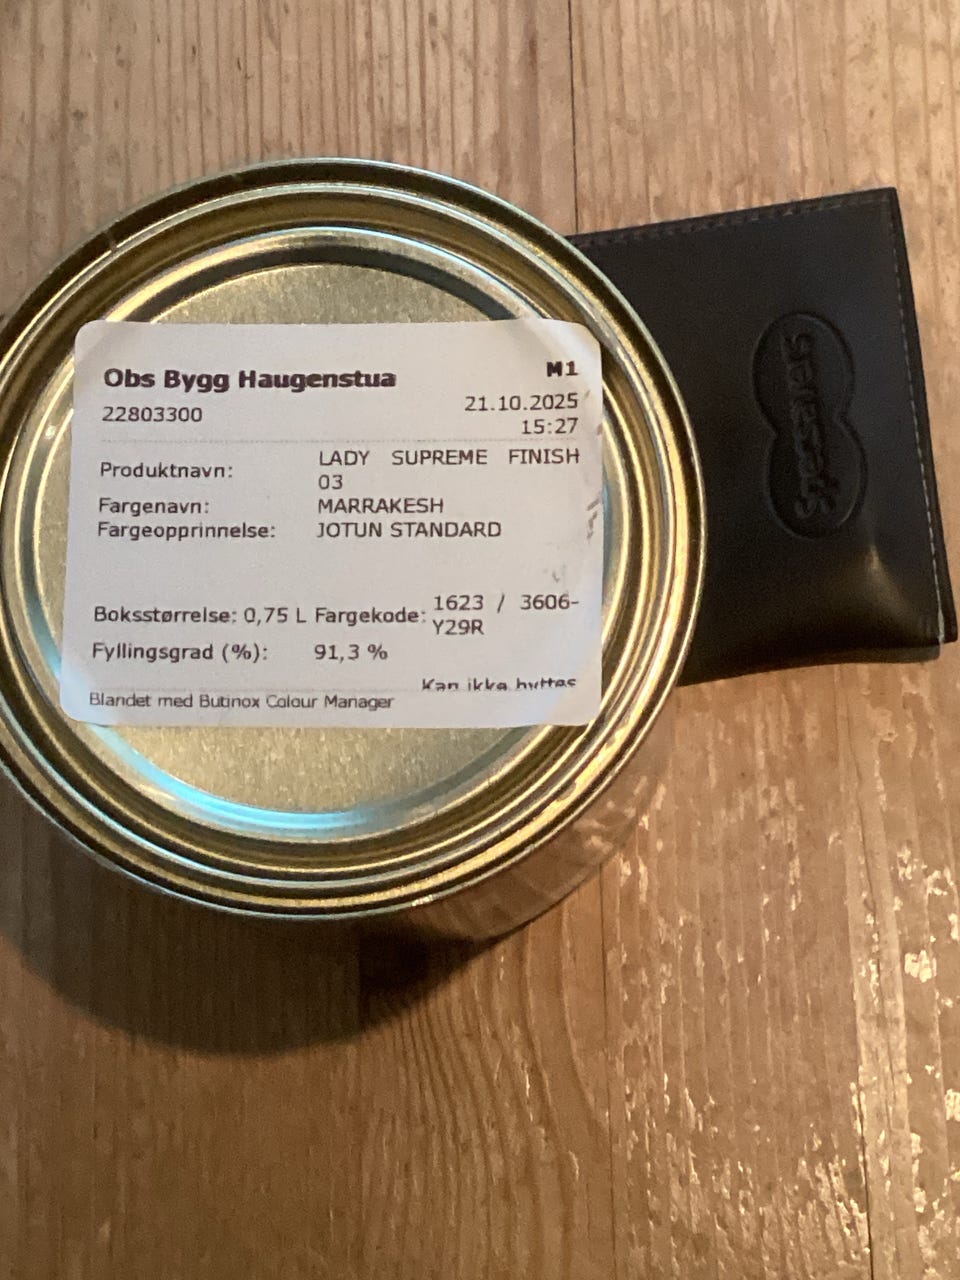 Obs Bygg Haugenstua
M1
22803300
21.10.2025
15:27
Produktnavn: LADY SUPREME FINISH
03
Fargenavn: MARRAKESH
Fargeopprinnelse: JOTUN STANDARD
Boksstørrelse: 0,75 L Fargekode: 1623 / 3606-
Y29R
Fyllingsgrad (%): 91,3 %
Kan ikke byttes
Blandet med Butinox Colour Manager